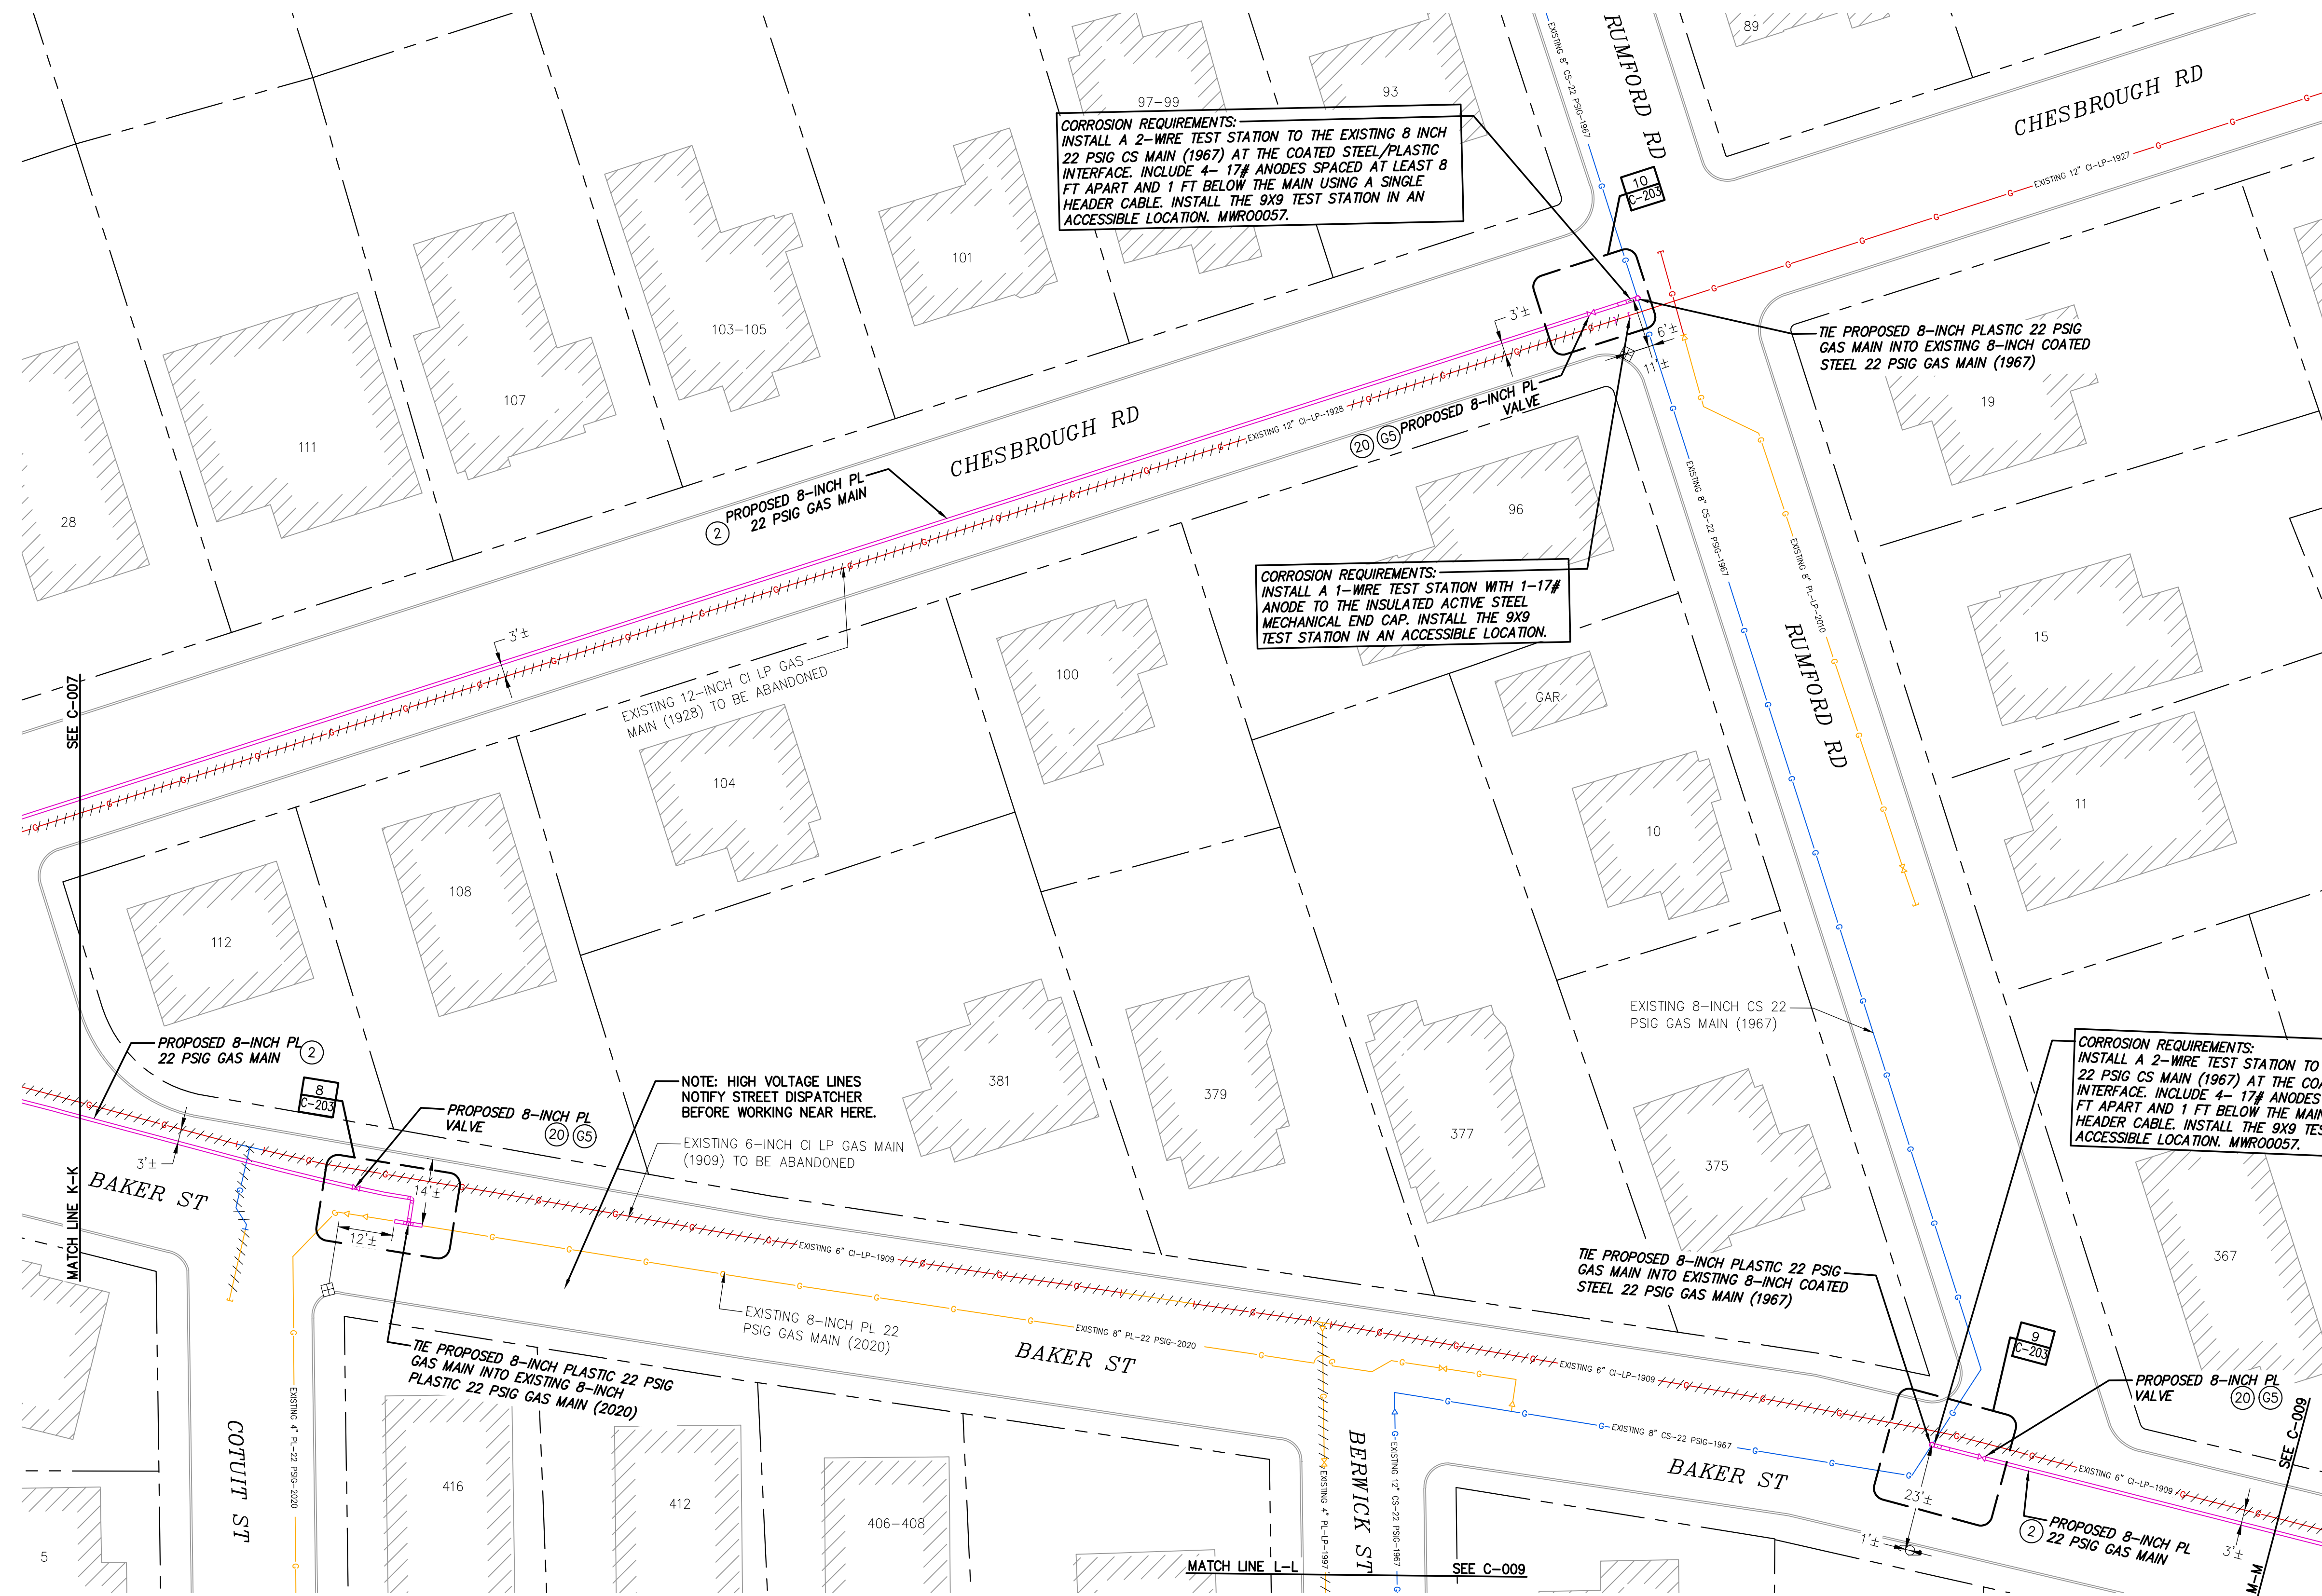 89
RUMFORD RD
CHESBROUGH RD
97-99
93
EXISTING 8" CS-22 PSIG-1967
CORROSION REQUIREMENTS:
INSTALL A 2-WIRE TEST STATION TO THE EXISTING 8 INCH
22 PSIG CS MAIN (1967) AT THE COATED STEEL/PLASTIC
INTERFACE. INCLUDE 4- 17# ANODES SPACED AT LEAST 8
FT APART AND 1 FT BELOW THE MAIN USING A SINGLE
HEADER CABLE. INSTALL THE 9X9 TEST STATION IN AN
ACCESSIBLE LOCATION. MWR00057.
EXISTING 12" CI-LP-1927
10
C-203
101
103-105
107
111
28
3'±
6'±
11'±
TIE PROPOSED 8-INCH PLASTIC 22 PSIG
GAS MAIN INTO EXISTING 8-INCH COATED
STEEL 22 PSIG GAS MAIN (1967)
19
CHESBROUGH RD
EXISTING 12" CI-LP-1928
20 G5 PROPOSED 8-INCH PL
VALVE
2 PROPOSED 8-INCH PL
22 PSIG GAS MAIN
96
EXISTING 8" CS-22 PSIG-1967
EXISTING 8" PL-LP-2010
CORROSION REQUIREMENTS:
INSTALL A 1-WIRE TEST STATION WITH 1-17#
ANODE TO THE INSULATED ACTIVE STEEL
MECHANICAL END CAP. INSTALL THE 9X9
TEST STATION IN AN ACCESSIBLE LOCATION.
3'±
EXISTING 12-INCH CI LP GAS
MAIN (1928) TO BE ABANDONED
100
GAR
RUMFORD RD
15
SEE C-007
104
10
11
108
112
EXISTING 8-INCH CS 22
PSIG GAS MAIN (1967)
PROPOSED 8-INCH PL
22 PSIG GAS MAIN 2
8
C-203
PROPOSED 8-INCH PL
VALVE 20 G5
NOTE: HIGH VOLTAGE LINES
NOTIFY STREET DISPATCHER
BEFORE WORKING NEAR HERE.
EXISTING 6-INCH CI LP GAS MAIN
(1909) TO BE ABANDONED
381
379
377
375
CORROSION REQUIREMENTS:
INSTALL A 2-WIRE TEST STATION TO
22 PSIG CS MAIN (1967) AT THE
INTERFACE. INCLUDE 4- 17# ANODES
FT APART AND 1 FT BELOW THE
HEADER CABLE. INSTALL THE 9X9
ACCESSIBLE LOCATION. MWR00057.
367
3'±
BAKER ST
MATCH LINE K-K
14'±
12'±
EXISTING 6" CI-LP-1909
EXISTING 8-INCH PL 22
PSIG GAS MAIN (2020)
EXISTING 8" PL-22 PSIG-2020
BAKER ST
TIE PROPOSED 8-INCH PLASTIC 22 PSIG
GAS MAIN INTO EXISTING 8-INCH COATED
STEEL 22 PSIG GAS MAIN (1967)
EXISTING 6" CI-LP-1909
9
C-203
PROPOSED 8-INCH PL
VALVE 20 G5
SEE C-009
TIE PROPOSED 8-INCH PLASTIC 22 PSIG
GAS MAIN INTO EXISTING 8-INCH
PLASTIC 22 PSIG GAS MAIN (2020)
EXISTING 4" PL-22 PSIG-2020
COTUIT ST
5
416
412
406-408
EXISTING 4" PL-LP-1997
BERWICK ST
EXISTING 12" CS-22 PSIG-1967
EXISTING 8" CS-22 PSIG-1967
BAKER ST
EXISTING 6" CI-LP-1909
23'±
1'±
2 PROPOSED 8-INCH PL
22 PSIG GAS MAIN
3'±
MATCH LINE L-L
SEE C-009
M-M